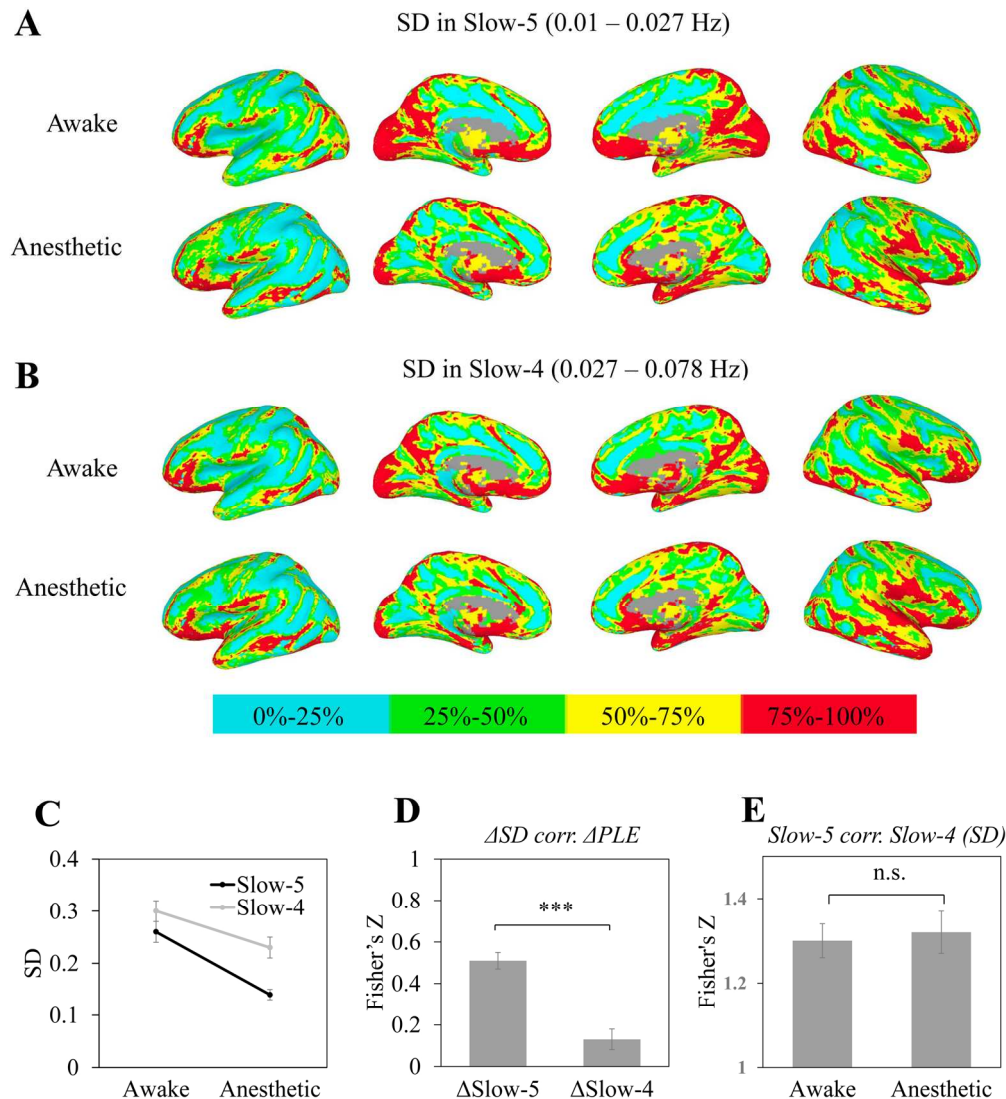 A
SD in Slow-5 (0.01 – 0.027 Hz)
Awake
Anesthetic
B
SD in Slow-4 (0.027 – 0.078 Hz)
Awake
Anesthetic
0%-25% 25%-50% 50%-75% 75%-100%
C
0.4
0.3
0.2
0.1
0
SD
Slow-5
Slow-4
Awake Anesthetic
D
ΔSD corr. ΔPLE
1
0.8
0.6
0.4
0.2
0
Fisher's Z
***
ΔSlow-5 ΔSlow-4
E
Slow-5 corr. Slow-4 (SD)
1.4
1.2
1
Fisher's Z
n.s.
Awake Anesthetic